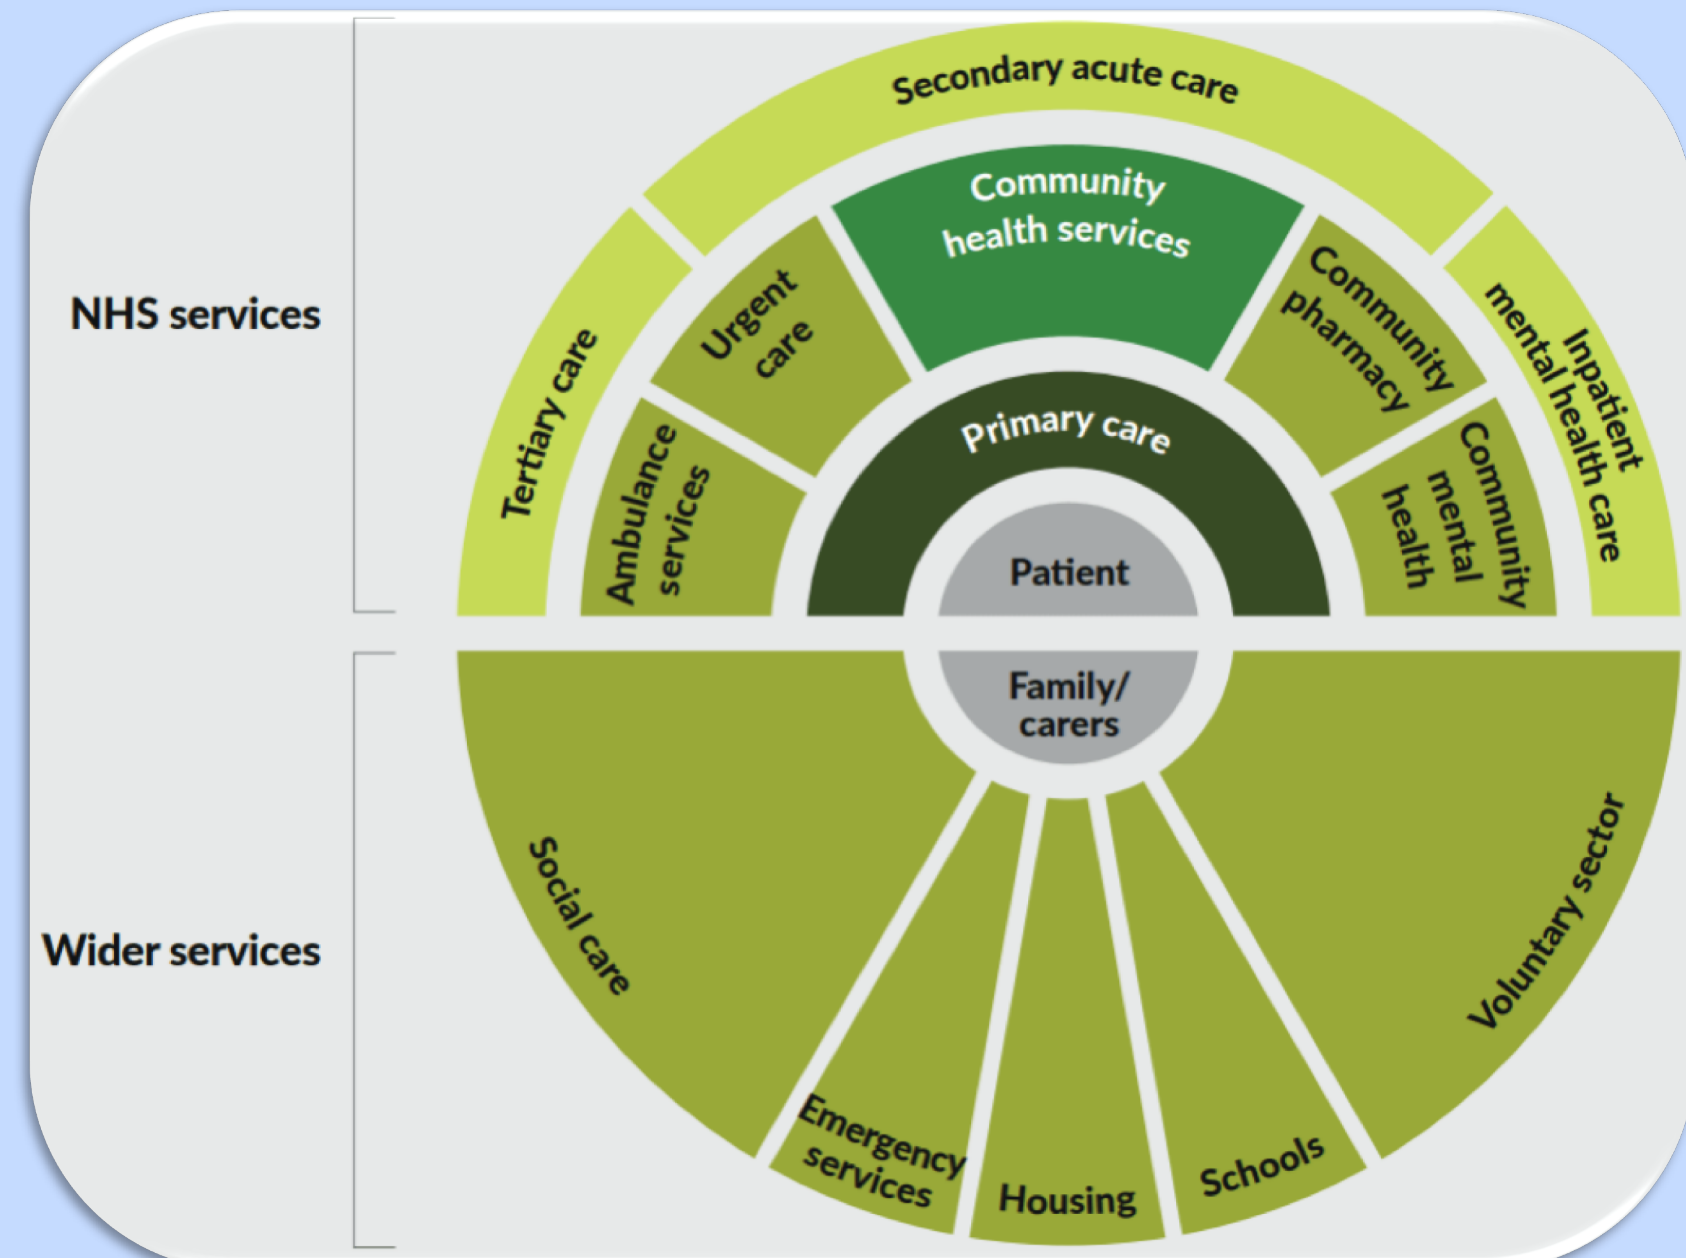 Secondary acute care
Community
health services
Urgent
care
Community
pharmacy
NHS services
Tertiary care
Inpatient
mental health care
Ambulance
services
Primary care
Community
mental
health
Patient
Family/
carers
Wider services
Social care
Voluntary sector
Emergency
services
Housing
Schools